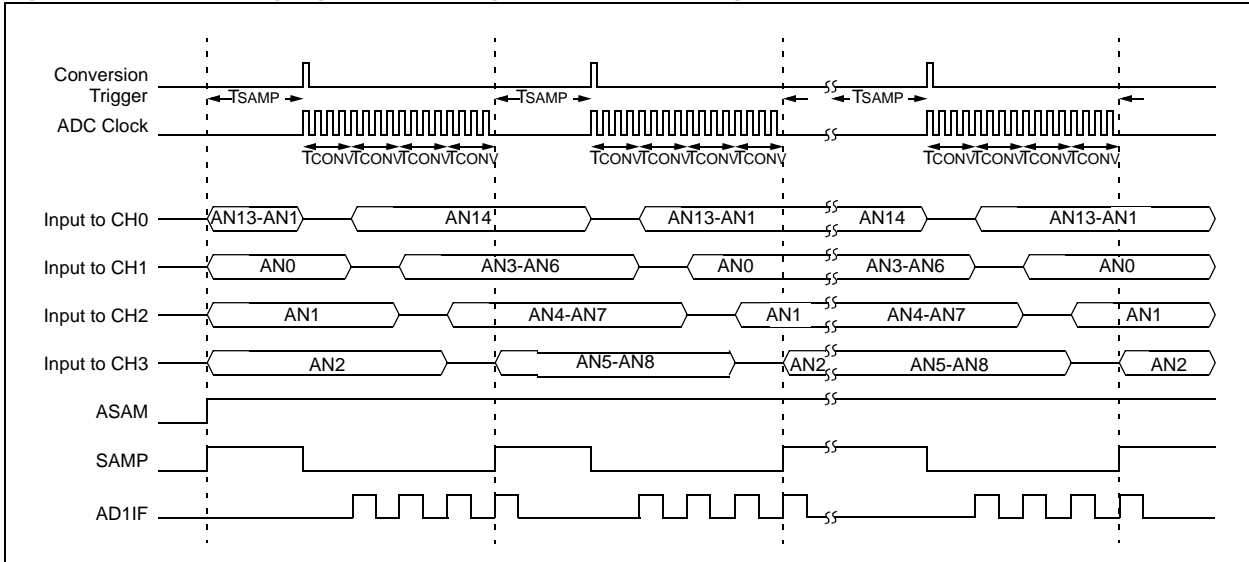 Conversion
Trigger
TSAMP TSAMP TSAMP
ADC Clock
TCONV TCONV TCONV TCONV TCONV TCONV TCONV TCONV TCONV TCONV TCONV TCONV
Input to CH0 AN13-AN1 AN14 AN13-AN1 AN14 AN13-AN1
Input to CH1 AN0 AN3-AN6 AN0 AN3-AN6 AN0
Input to CH2 AN1 AN4-AN7 AN1 AN4-AN7 AN1
Input to CH3 AN2 AN5-AN8 AN2 AN5-AN8 AN2
ASAM
SAMP
AD1IF